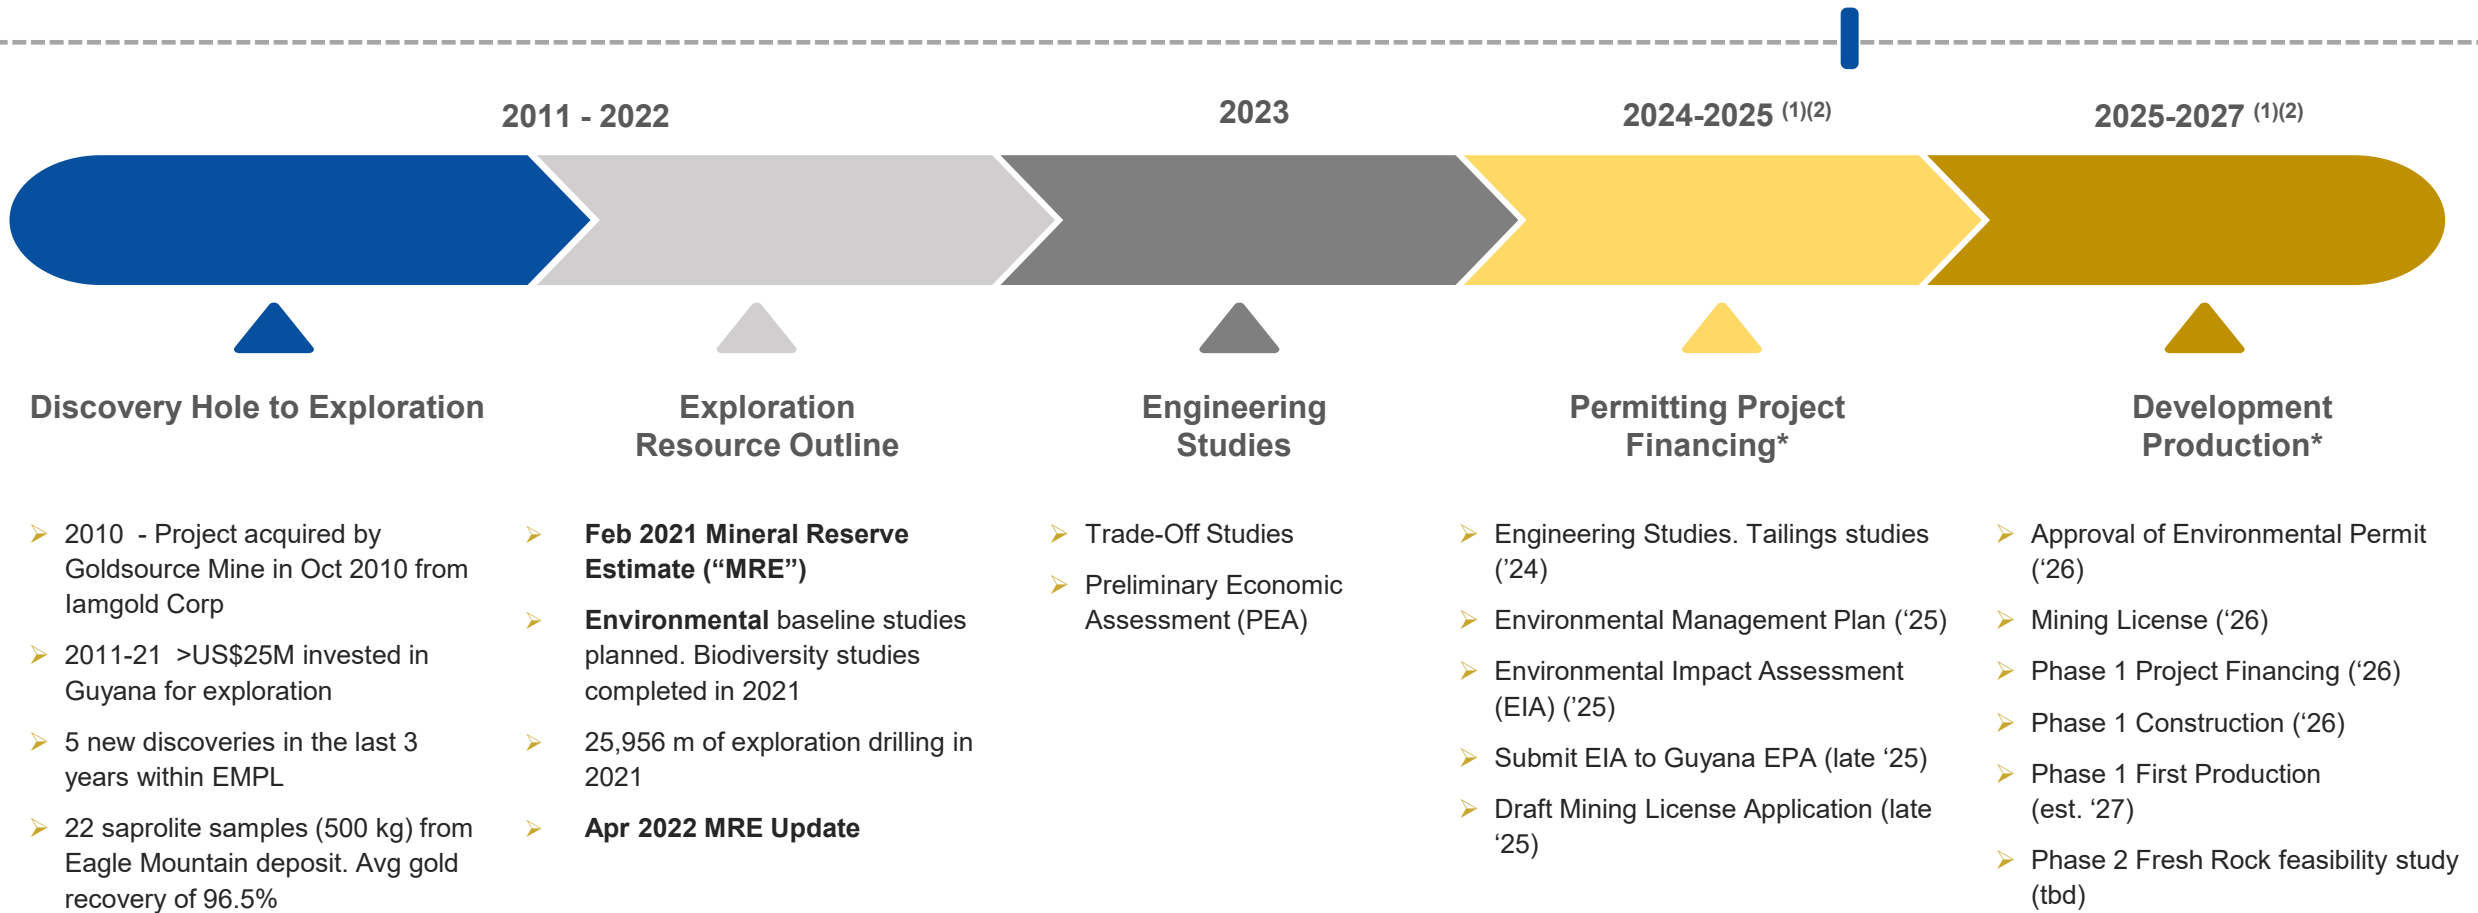 2011 - 2022
2023
2024-2025 (1)(2)
2025-2027 (1)(2)
Discovery Hole to Exploration
Exploration
Resource Outline
Engineering
Studies
Permitting Project
Financing*
Development
Production*
2010  - Project acquired by
Goldsource Mine in Oct 2010 from
Iamgold Corp
2011-21  >US$25M invested in
Guyana for exploration
5 new discoveries in the last 3
years within EMPL
22 saprolite samples (500 kg) from
Eagle Mountain deposit. Avg gold
recovery of 96.5%
Feb 2021 Mineral Reserve
Estimate (“MRE”)
Environmental baseline studies
planned. Biodiversity studies
completed in 2021
25,956 m of exploration drilling in
2021
Apr 2022 MRE Update
Trade-Off Studies
Preliminary Economic
Assessment (PEA)
Engineering Studies. Tailings studies
(’24)
Environmental Management Plan (‘25)
Environmental Impact Assessment
(EIA) (’25)
Submit EIA to Guyana EPA (late ‘25)
Draft Mining License Application (late
‘25)
Approval of Environmental Permit
(‘26)
Mining License (‘26)
Phase 1 Project Financing (‘26)
Phase 1 Construction (‘26)
Phase 1 First Production
(est. ‘27)
Phase 2 Fresh Rock feasibility study
(tbd)